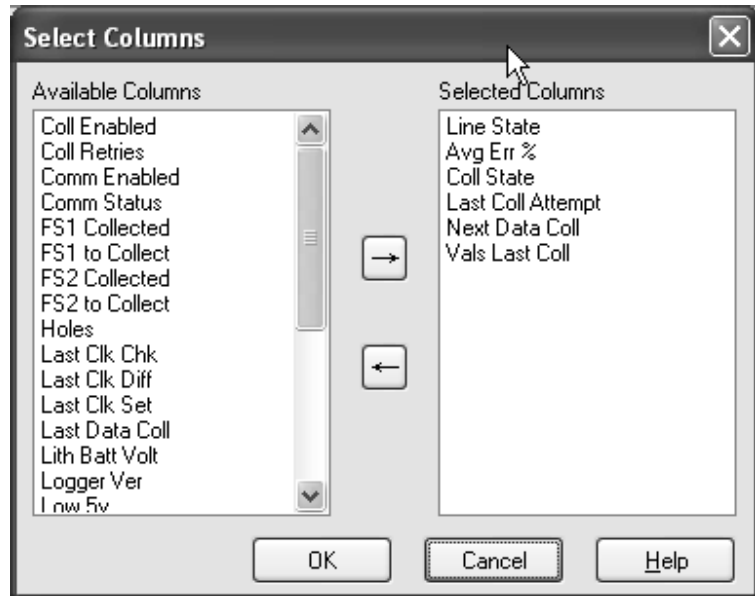 Select Columns
Available Columns
Coll Enabled
Coll Retries
Comm Enabled
Comm Status
FS1 Collected
FS1 to Collect
FS2 Collected
FS2 to Collect
Holes
Last Clk Chk
Last Clk Diff
Last Clk Set
Last Data Coll
Lith Batt Volt
Logger Ver
Low 5v
Selected Columns
Line State
Avg Err %
Coll State
Last Coll Attempt
Next Data Coll
Vals Last Coll
OK
Cancel
Help